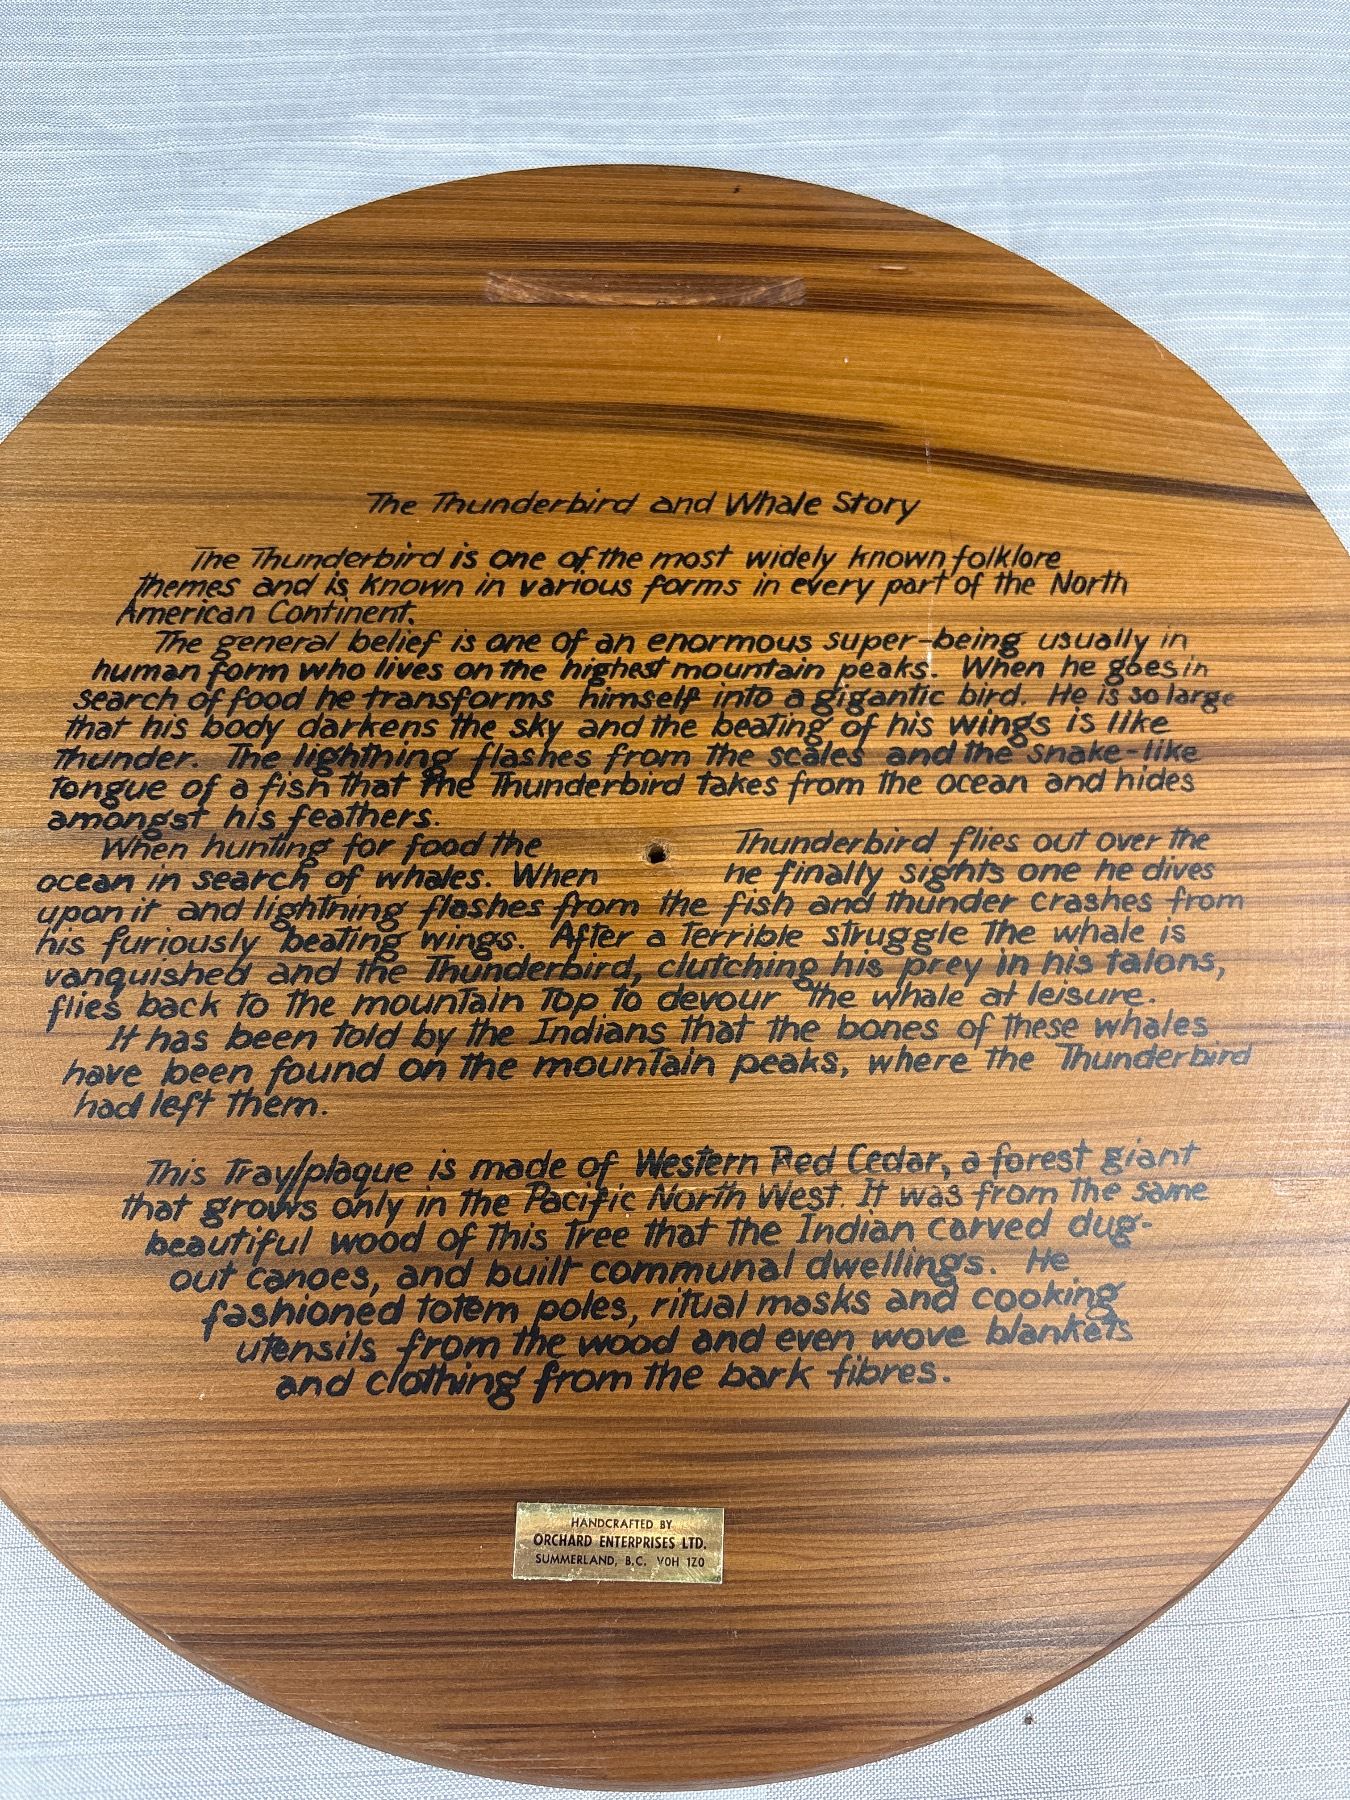 The Thunderbird and Whale Story
The Thunderbird is one of the most widely known folklore
themes and is known in various forms in every part of the North
American Continent.
The general belief is one of an enormous super-being usually in
human form who lives on the highest mountain peaks. When he goes in
search of food he transforms himself into a gigantic bird. He is so large
that his body darkens the sky and the beating of his wings is like
thunder. The lightning flashes from the scales and the snake-like
tongue of a fish that the Thunderbird takes from the ocean and hides
amongst his feathers.
When hunting for food the Thunderbird flies out over the
ocean in search of whales. When he finally sights one he dives
upon it and lightning flashes from the fish and thunder crashes from
his furiously beating wings. After a terrible struggle the whale is
vanquished and the Thunderbird, clutching his prey in his talons,
flies back to the mountain top to devour the whale at leisure.
It has been told by the Indians that the bones of these whales
have been found on the mountain peaks, where the Thunderbird
had left them.
This Tray/plaque is made of Western Red Cedar, a forest giant
that grows only in the Pacific North West. It was from the same
beautiful wood of this tree that the Indian carved dug-
out canoes, and built communal dwellings. He
fashioned totem poles, ritual masks and cooking
utensils from the wood and even wove blankets
and clothing from the bark fibres.
HANDCRAFTED BY
ORCHARD ENTERPRISES LTD.
SUMMERLAND, B.C. V0H 1Z0